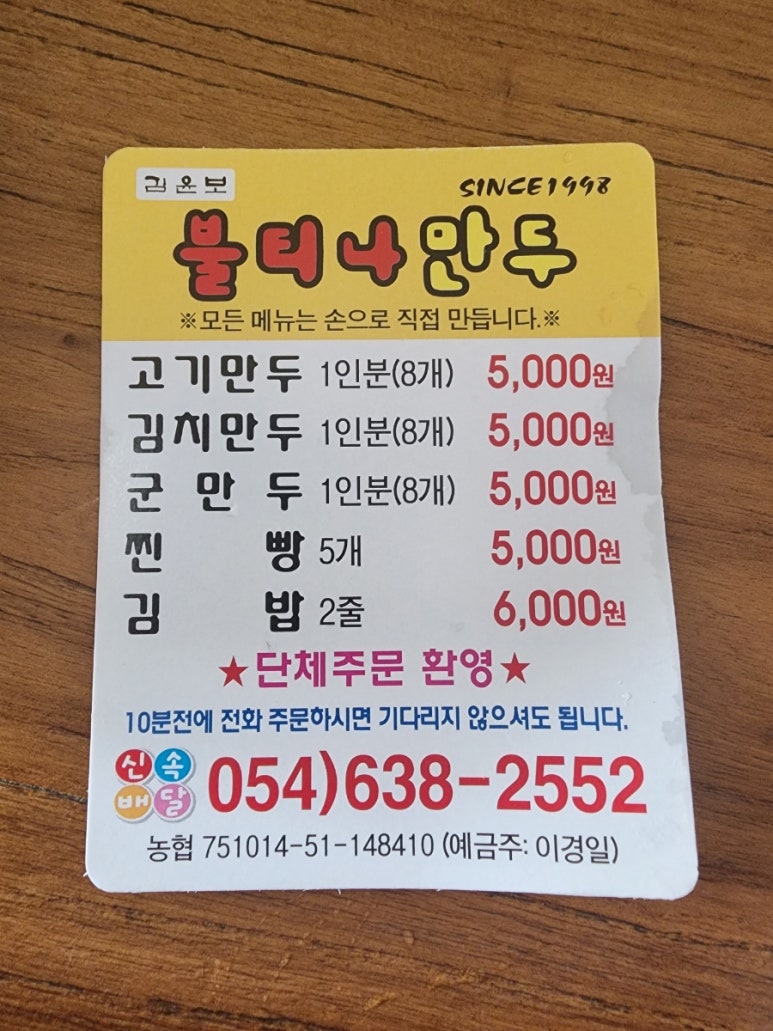 김운보 SINCE1998
불티나만두
※모든 메뉴는 손으로 직접 만듭니다.※
고기만두 1인분(8개) 5,000원
김치만두 1인분(8개) 5,000원
군만두 1인분(8개) 5,000원
찐빵 5개 5,000원
김밥 2줄 6,000원
★단체주문 환영★
10분전에 전화 주문하시면 기다리지 않으셔도 됩니다.
신속배달 054)638-2552
농협 751014-51-148410 (예금주: 이경일)